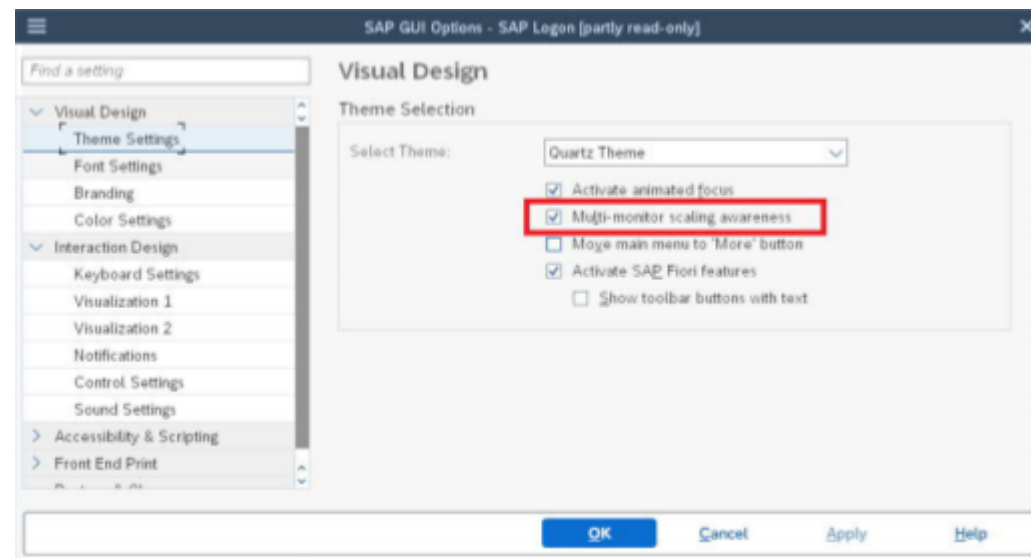 SAP GUI Options - SAP Logon [partly read-only]
Find a setting
Visual Design
Theme Settings
Font Settings
Branding
Color Settings
Interaction Design
Keyboard Settings
Visualization 1
Visualization 2
Notifications
Control Settings
Sound Settings
Accessibility & Scripting
Front End Print
Visual Design
Theme Selection
Select Theme:
Quartz Theme
Activate animated focus
Multi-monitor scaling awareness
Move main menu to 'More' button
Activate SAP Fiori features
Show toolbar buttons with text
OK
Cancel
Apply
Help